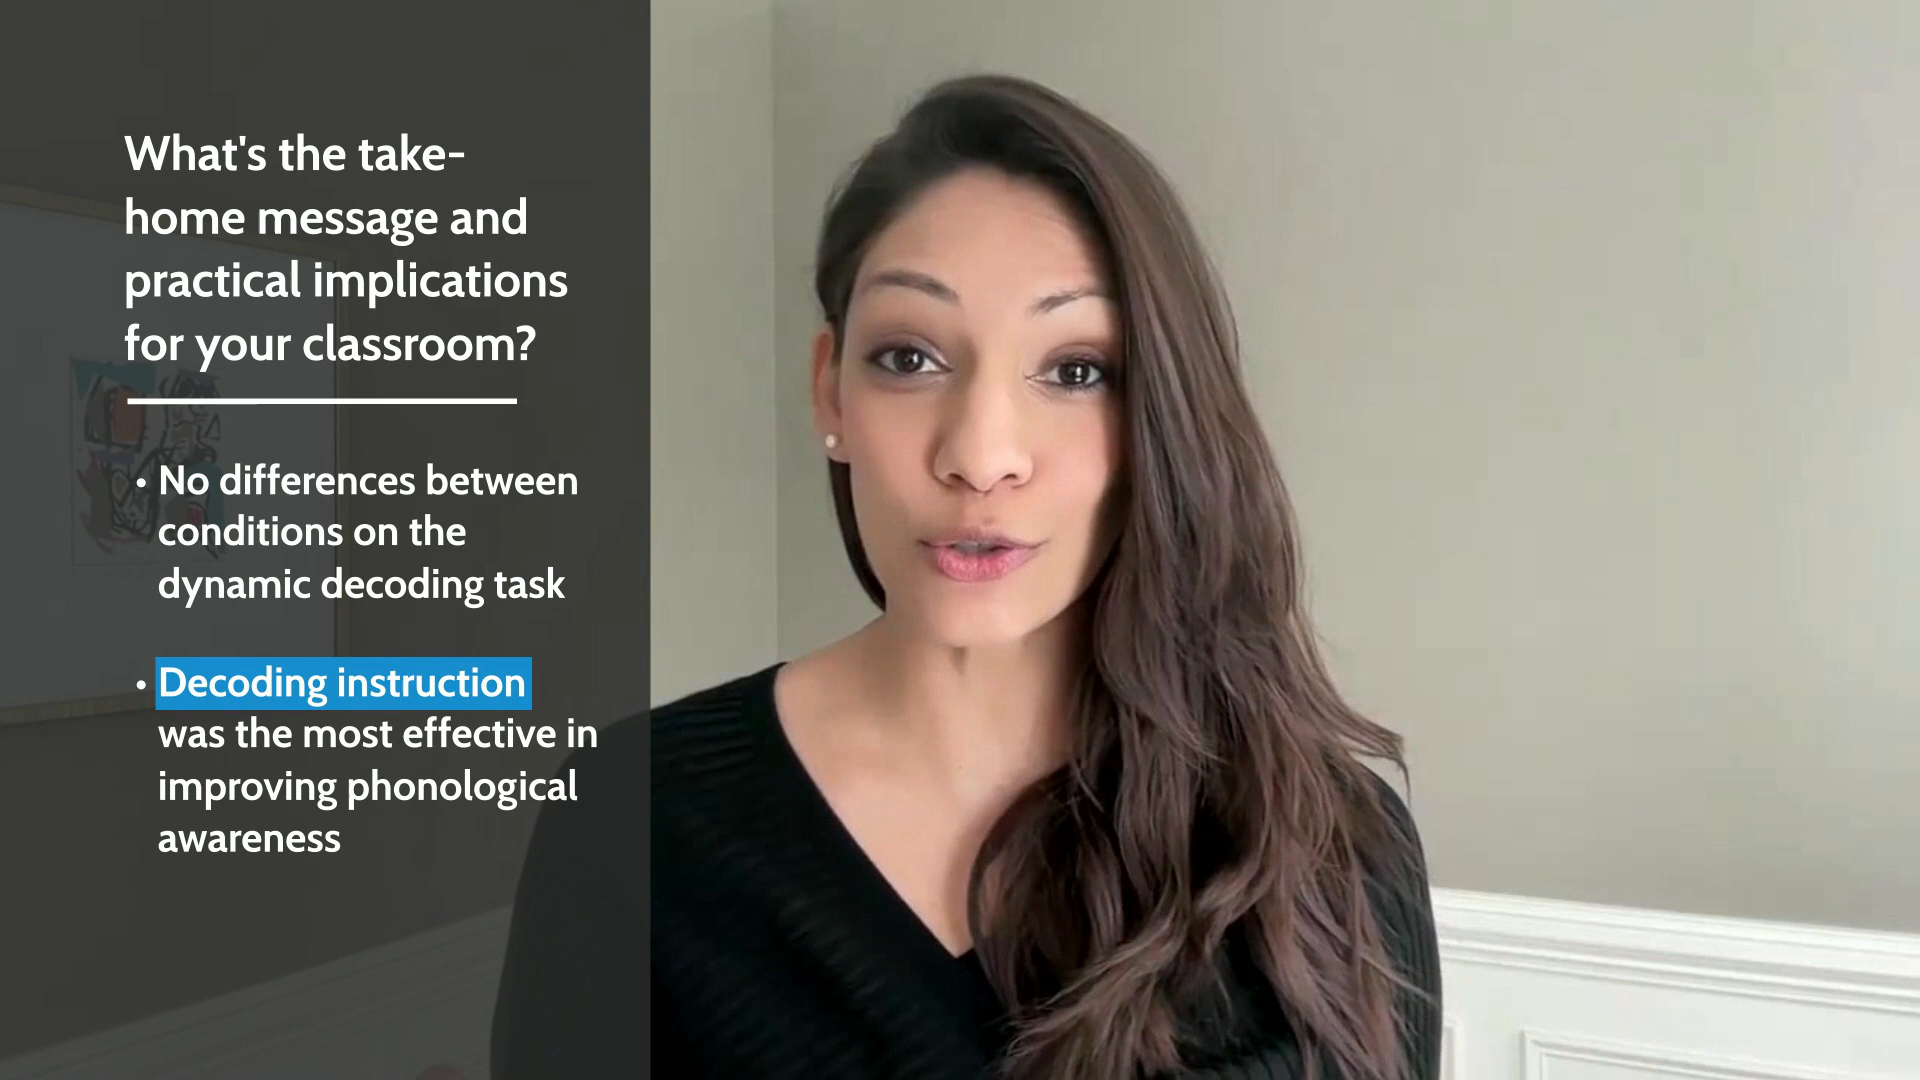 What's the take-
home message and
practical implications
for your classroom?
• No differences between
conditions on the
dynamic decoding task
• Decoding instruction
was the most effective in
improving phonological
awareness